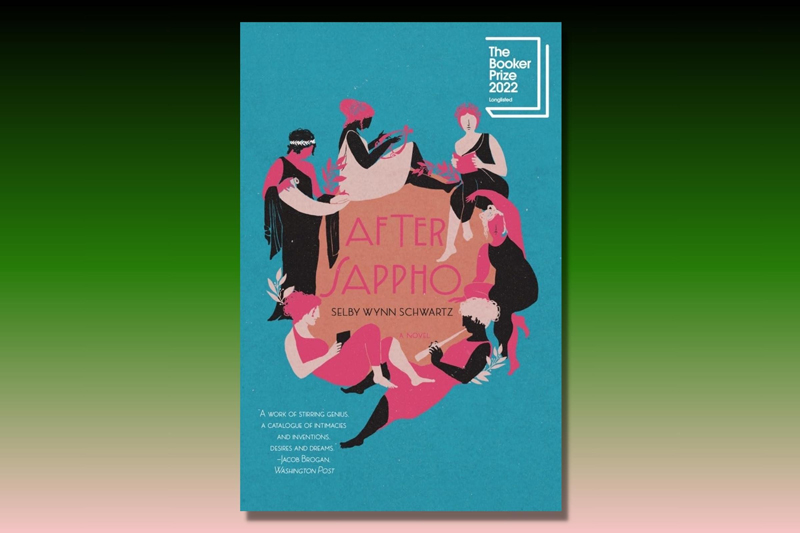 The
Booker
Prize
2022
Longlisted
AFTER
SAPPHO
SELBY WYNN SCHWARTZ
A NOVEL
"A WORK OF STIRRING GENIUS,
A CATALOGUE OF INTIMACIES
AND INVENTIONS,
DESIRES AND DREAMS."
–JACOB BROGAN,
WASHINGTON POST